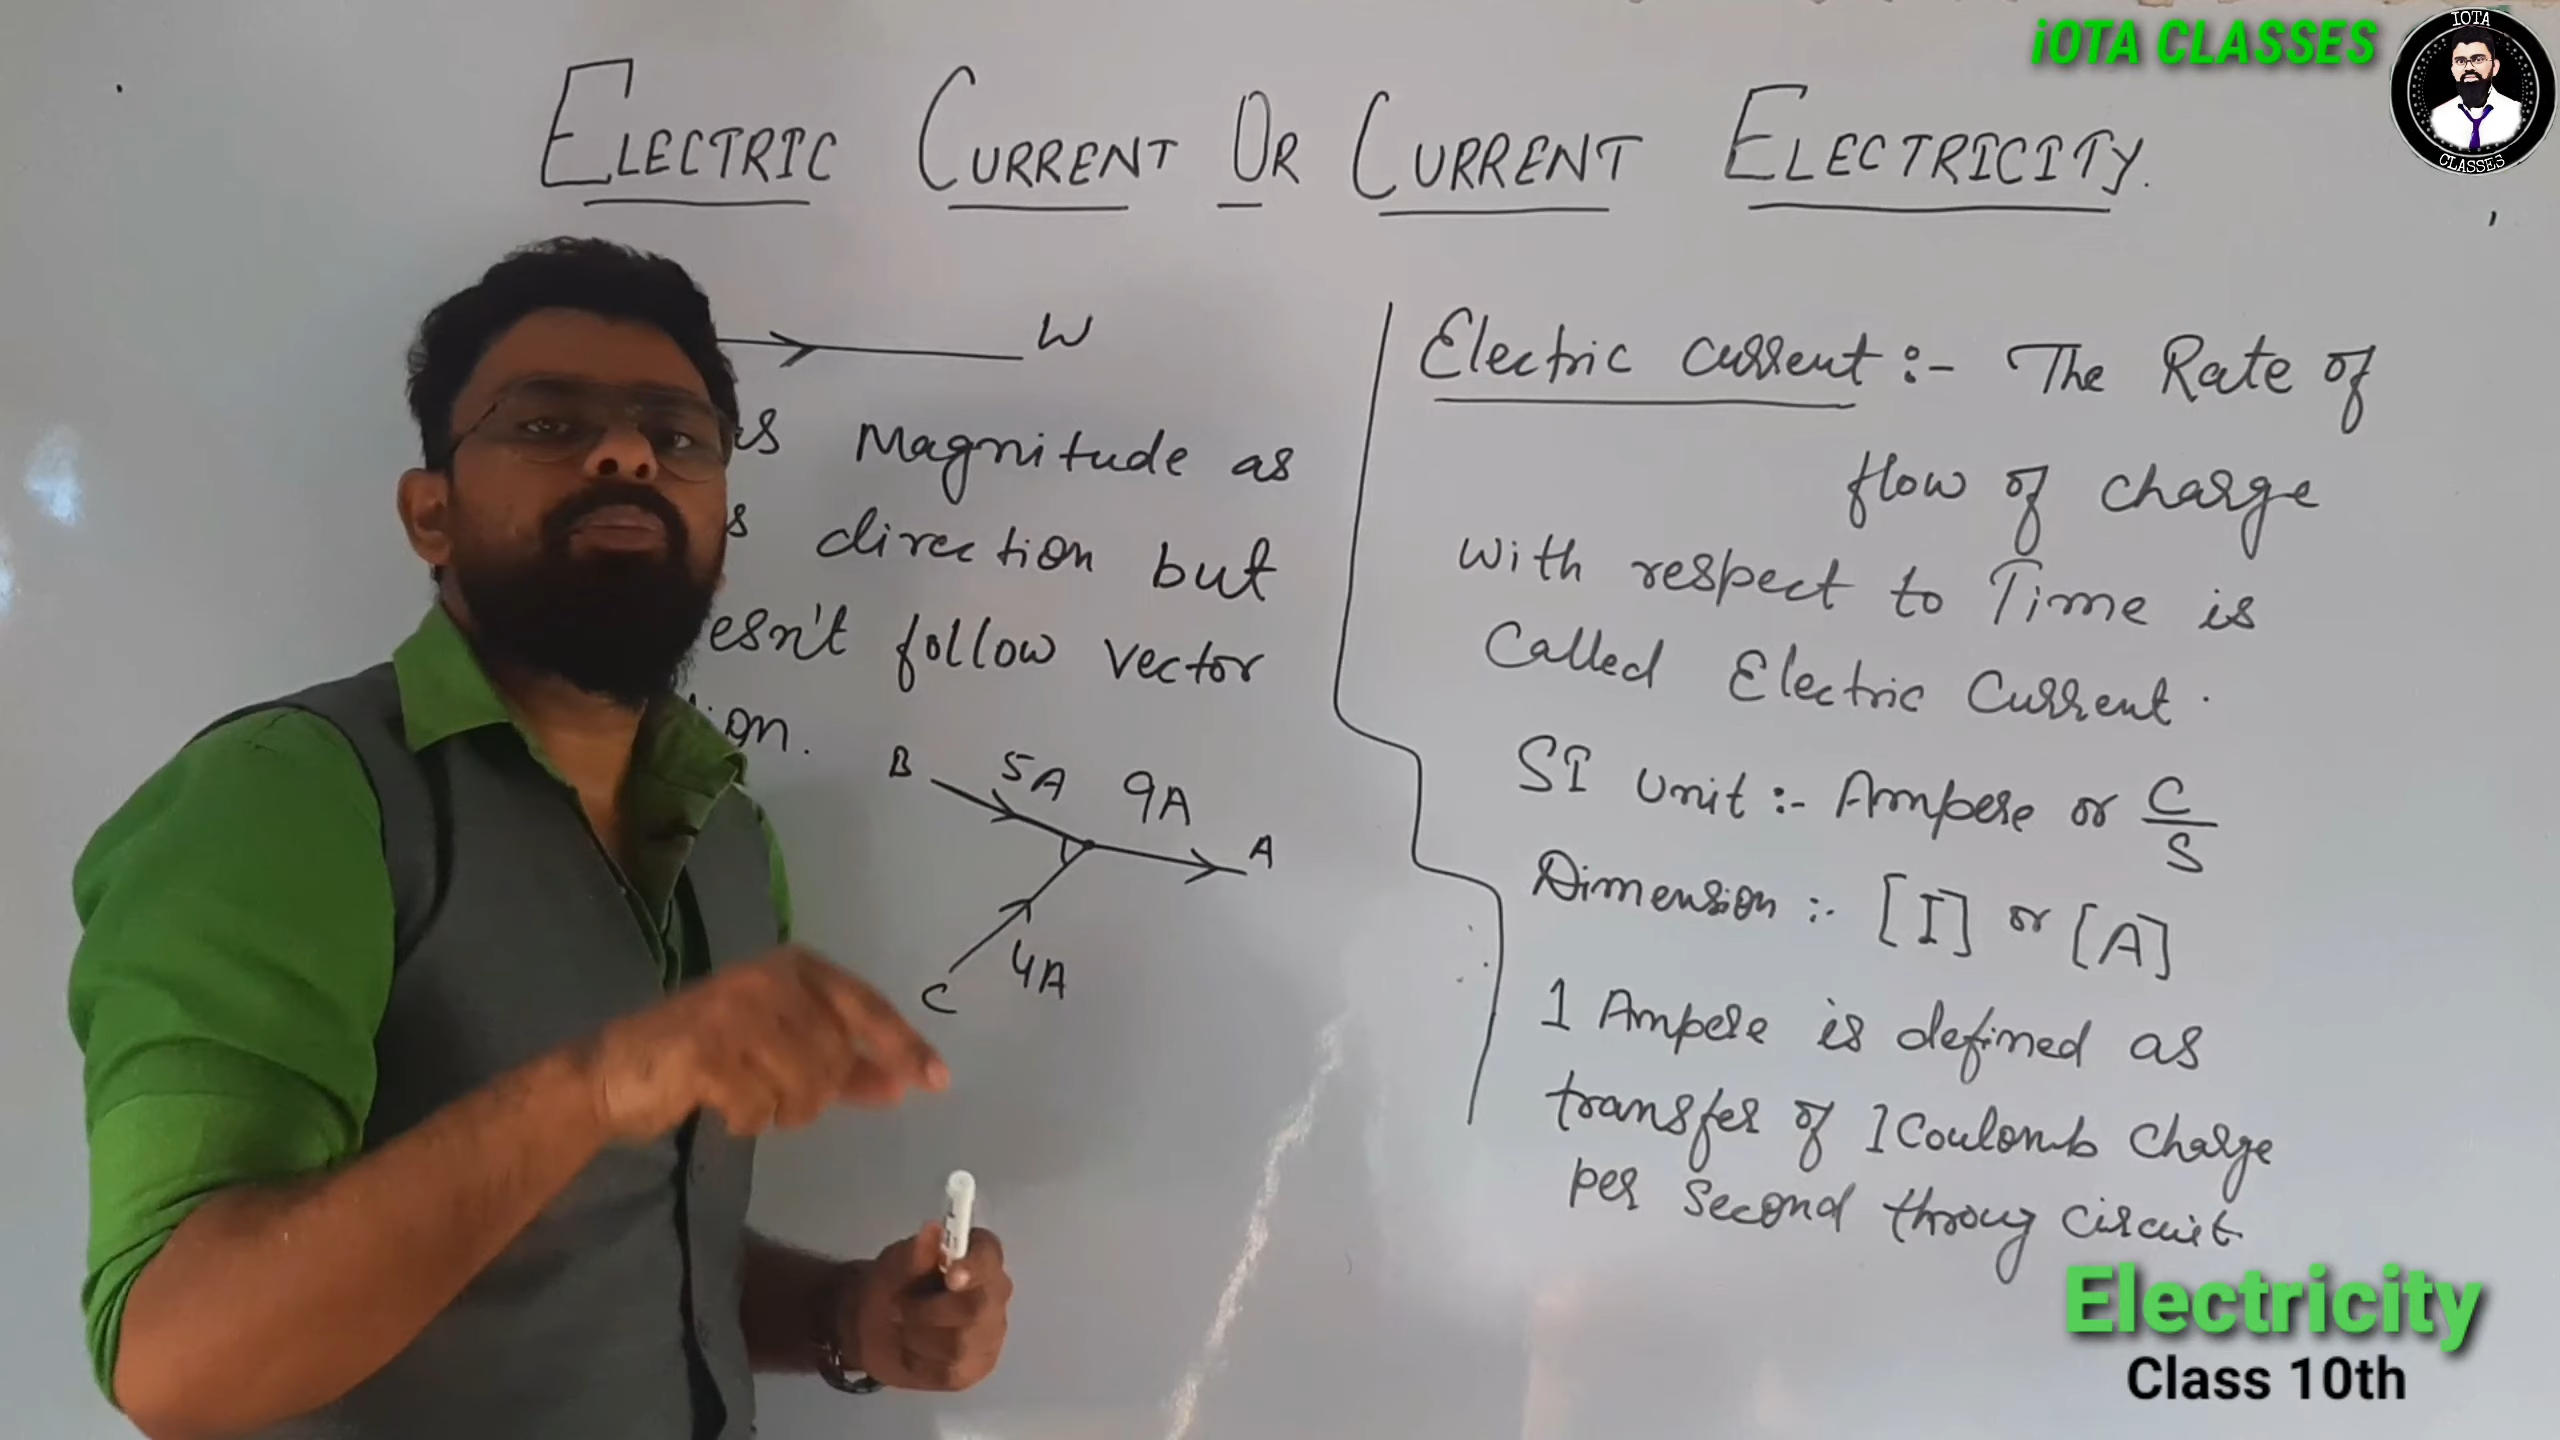 iOTA CLASSES
IOTA
CLASSES
ELECTRIC CURRENT OR CURRENT ELECTRICITY.
W
Magnitude as
direction but
esn't follow vector
ion.
B 5A 9A
A
4A
C
Electric current :- The Rate of
flow of charge
with respect to Time is
Called Electric Current.
SI Unit :- Ampere or C/S
Dimension :- [I] or [A]
1 Ampere is defined as
transfer of 1 Coulomb Charge
per Second throug circuit
Electricity
Class 10th